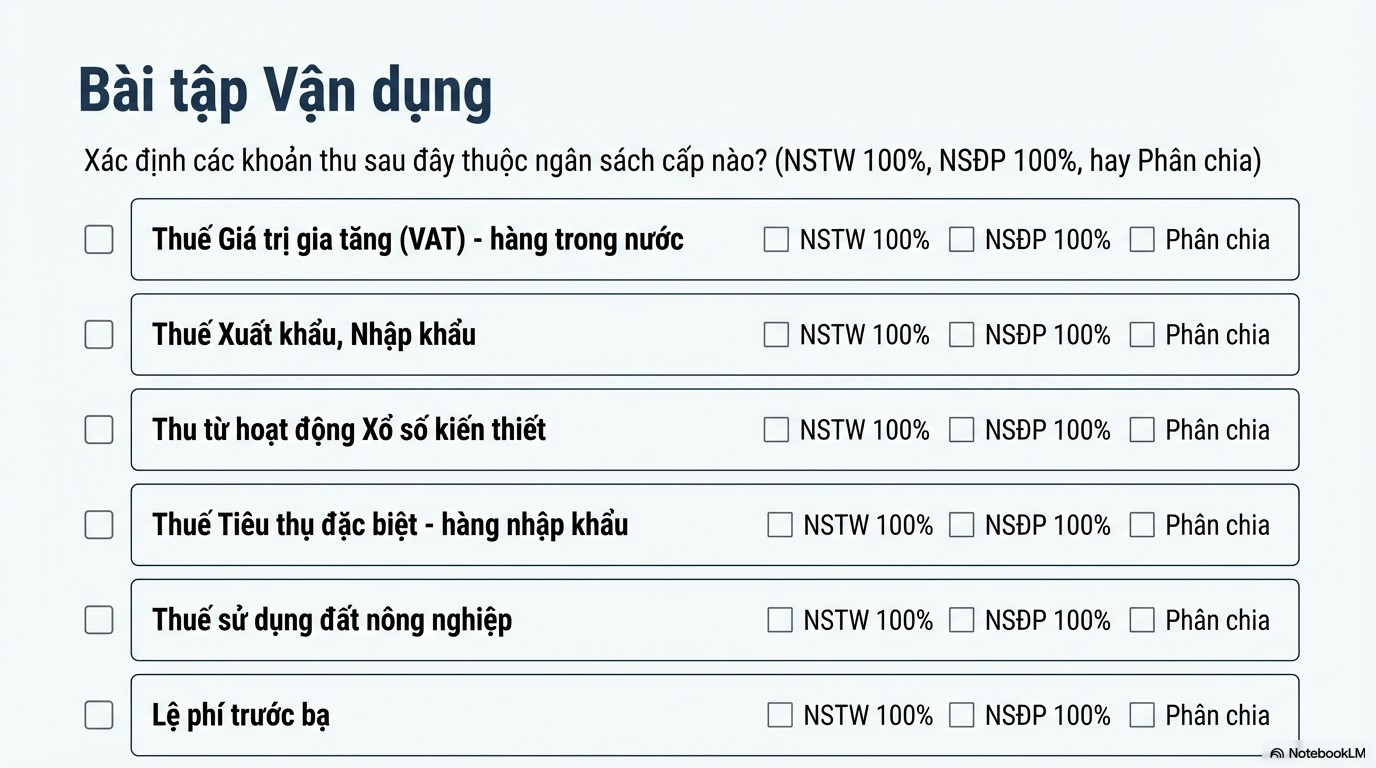 Bài tập Vận dụng
Xác định các khoản thu sau đây thuộc ngân sách cấp nào? (NSTW 100%, NSĐP 100%, hay Phân chia)
Thuế Giá trị gia tăng (VAT) - hàng trong nước NSTW 100% NSĐP 100% Phân chia
Thuế Xuất khẩu, Nhập khẩu NSTW 100% NSĐP 100% Phân chia
Thu từ hoạt động Xổ số kiến thiết NSTW 100% NSĐP 100% Phân chia
Thuế Tiêu thụ đặc biệt - hàng nhập khẩu NSTW 100% NSĐP 100% Phân chia
Thuế sử dụng đất nông nghiệp NSTW 100% NSĐP 100% Phân chia
Lệ phí trước bạ NSTW 100% NSĐP 100% Phân chia
NotebookLM